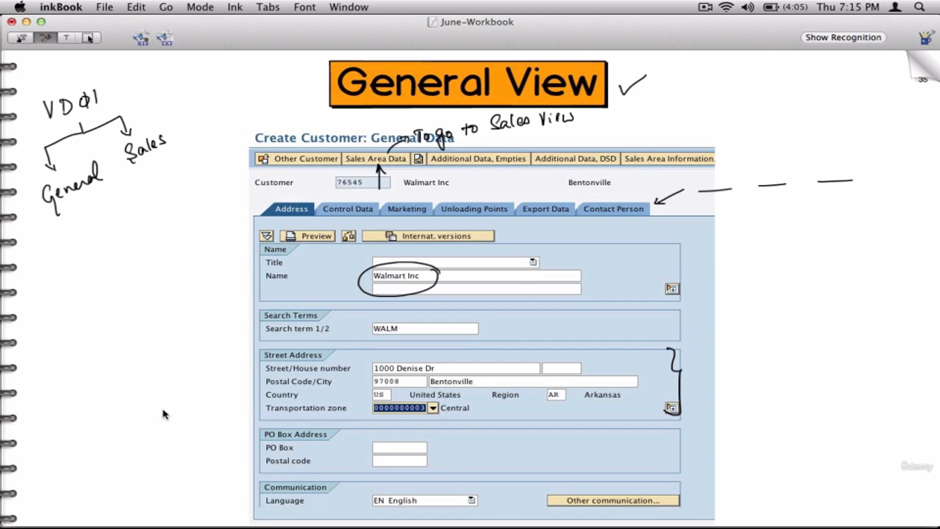 inkBook File Edit Go Mode Ink Tabs Font Window (4:05) Thu 7:15 PM
June-Workbook
T Show Recognition
General View
VDΦ1
General Sales
To go to Sales View
Create Customer: General Data
Other Customer Sales Area Data Additional Data, Empties Additional Data, DSD Sales Area Information.
Customer 76545 Walmart Inc Bentonville
Address Control Data Marketing Unloading Points Export Data Contact Person
Preview Internat. versions
Name
Title
Name Walmart Inc
Search Terms
Search term 1/2 WALM
Street Address
Street/House number 1000 Denise Dr
Postal Code/City 97008 Bentonville
Country US United States Region AR Arkansas
Transportation zone 0000000003 Central
PO Box Address
PO Box
Postal code
Communication
Language EN English Other communication...
Udemy